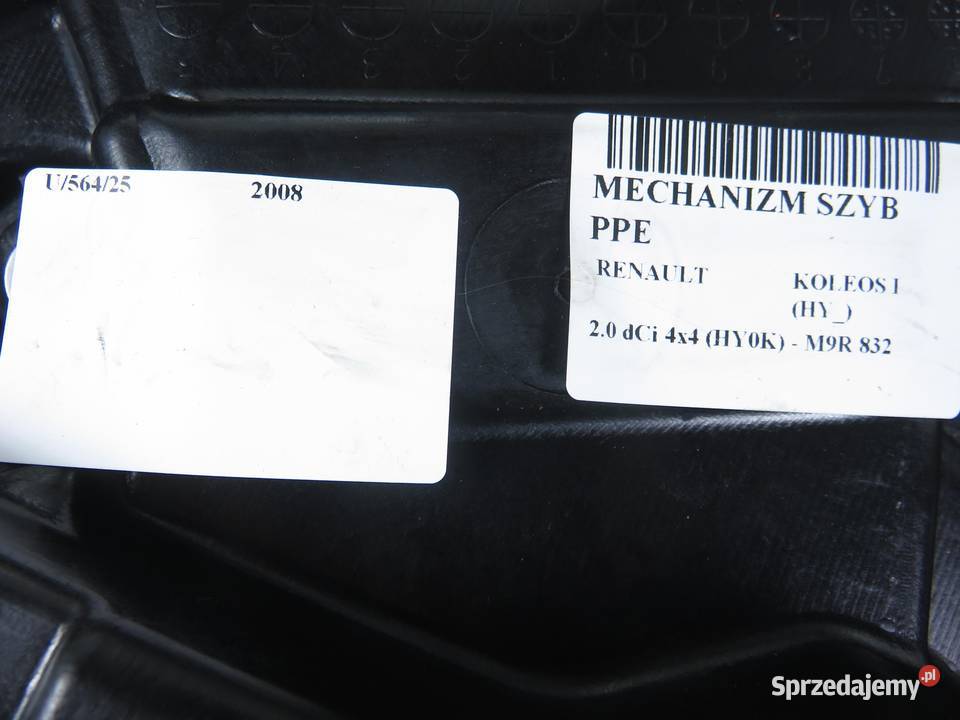 U/564/25 2008
MECHANIZM SZYB
PPE
RENAULT KOLEOS I
(HY_)
2.0 dCi 4x4 (HY0K) - M9R 832
Sprzedajemy.pl